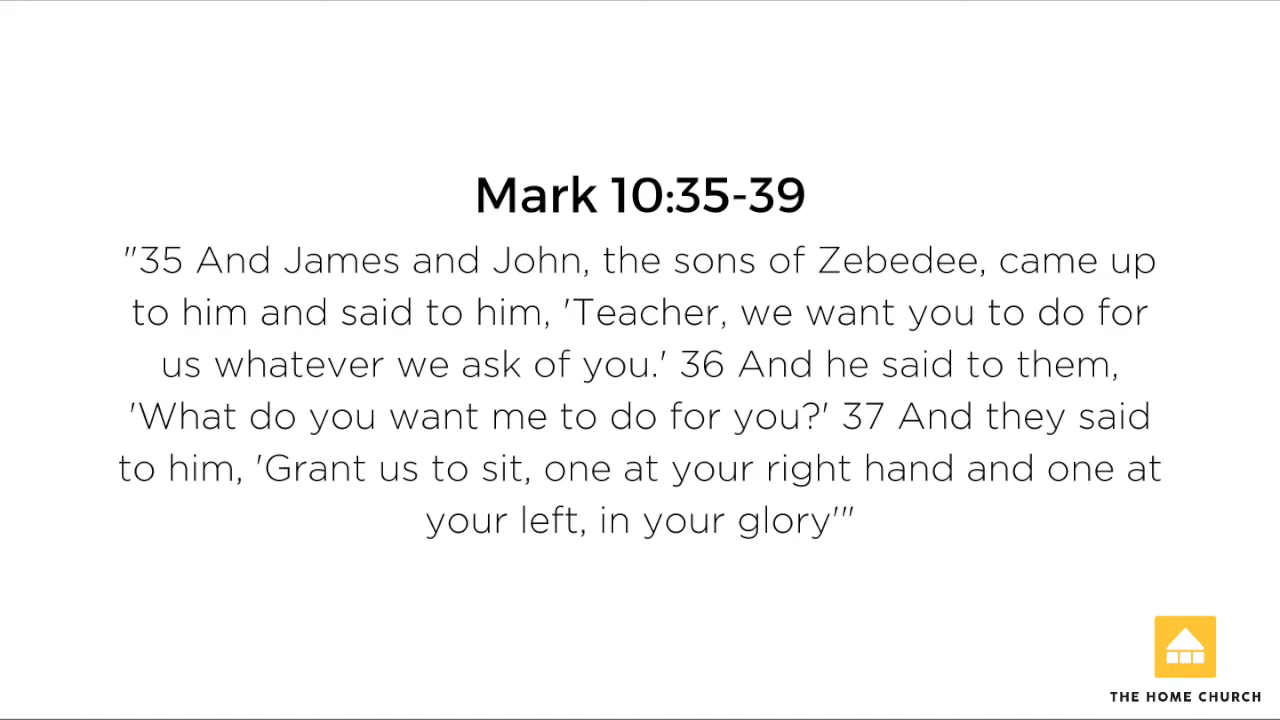 Mark 10:35-39
"35 And James and John, the sons of Zebedee, came up
to him and said to him, 'Teacher, we want you to do for
us whatever we ask of you.' 36 And he said to them,
'What do you want me to do for you?' 37 And they said
to him, 'Grant us to sit, one at your right hand and one at
your left, in your glory'"
THE HOME CHURCH